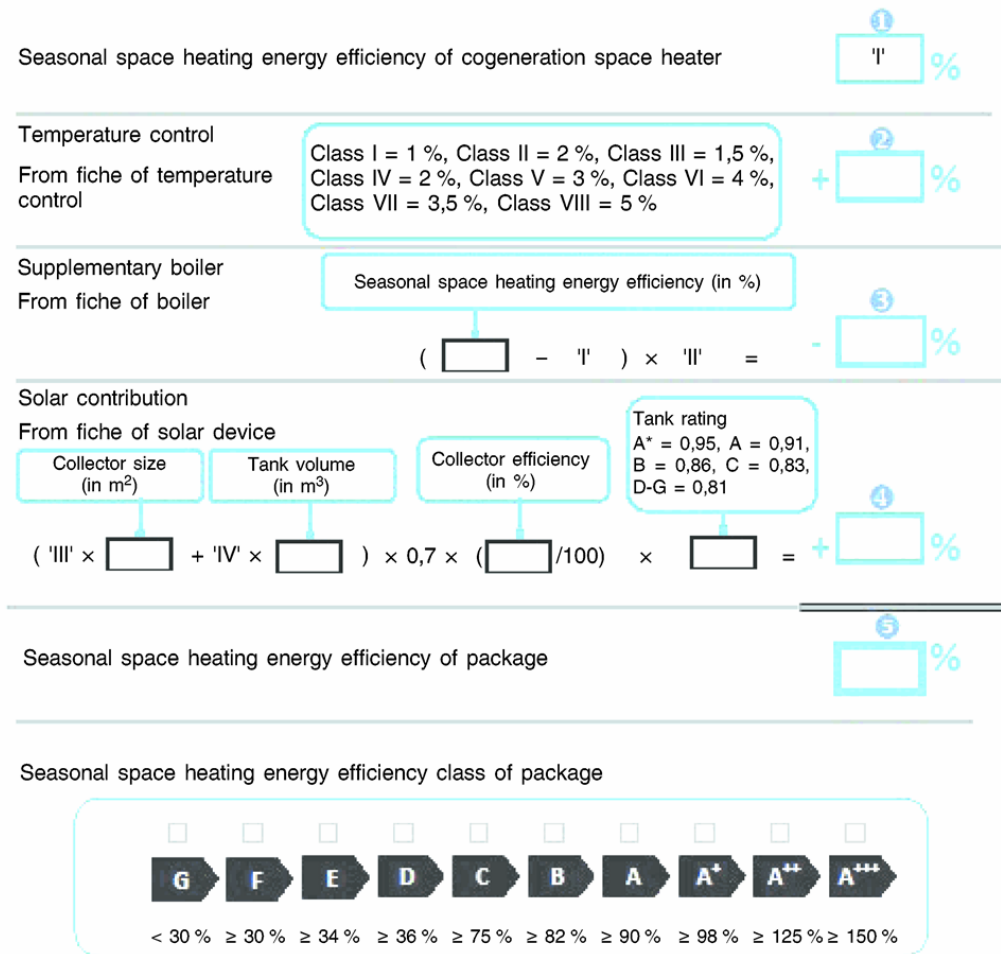 ①
Seasonal space heating energy efficiency of cogeneration space heater 'I' %
Temperature control
From fiche of temperature control
Class I = 1 %, Class II = 2 %, Class III = 1,5 %,
Class IV = 2 %, Class V = 3 %, Class VI = 4 %,
Class VII = 3,5 %, Class VIII = 5 %
②
+ %
Supplementary boiler
From fiche of boiler
Seasonal space heating energy efficiency (in %)
③
( – 'I' ) × 'II' = - %
Solar contribution
From fiche of solar device
Collector size
(in m²)
Tank volume
(in m³)
Collector efficiency
(in %)
Tank rating
A* = 0,95, A = 0,91,
B = 0,86, C = 0,83,
D-G = 0,81
④
( 'III' × + 'IV' × ) × 0,7 × ( /100) × = + %
⑤
Seasonal space heating energy efficiency of package %
Seasonal space heating energy efficiency class of package
G F E D C B A A⁺ A⁺⁺ A⁺⁺⁺
< 30 % ≥ 30 % ≥ 34 % ≥ 36 % ≥ 75 % ≥ 82 % ≥ 90 % ≥ 98 % ≥ 125 % ≥ 150 %